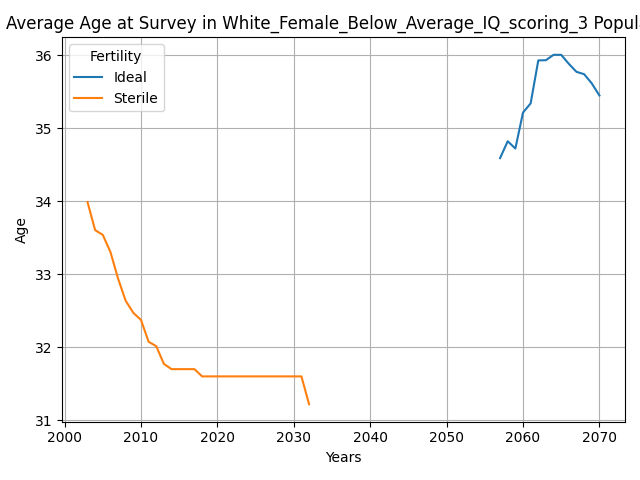 Average Age at Survey in White_Female_Below_Average_IQ_scoring_3 Popul
Fertility
Ideal
Sterile
Age
36
35
34
33
32
31
2000 2010 2020 2030 2040 2050 2060 2070
Years